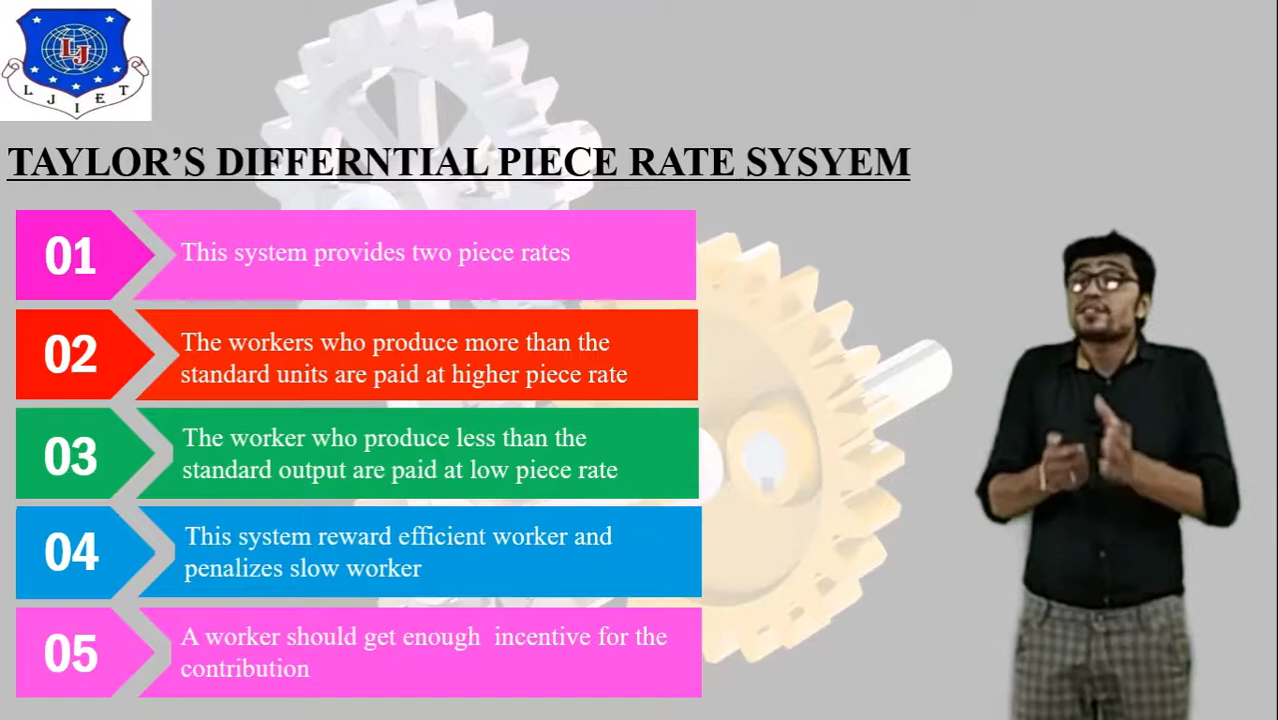 LJ
LJIET
TAYLOR’S DIFFERNTIAL PIECE RATE SYSYEM
01
This system provides two piece rates
02
The workers who produce more than the
standard units are paid at higher piece rate
03
The worker who produce less than the
standard output are paid at low piece rate
04
This system reward efficient worker and
penalizes slow worker
05
A worker should get enough incentive for the
contribution